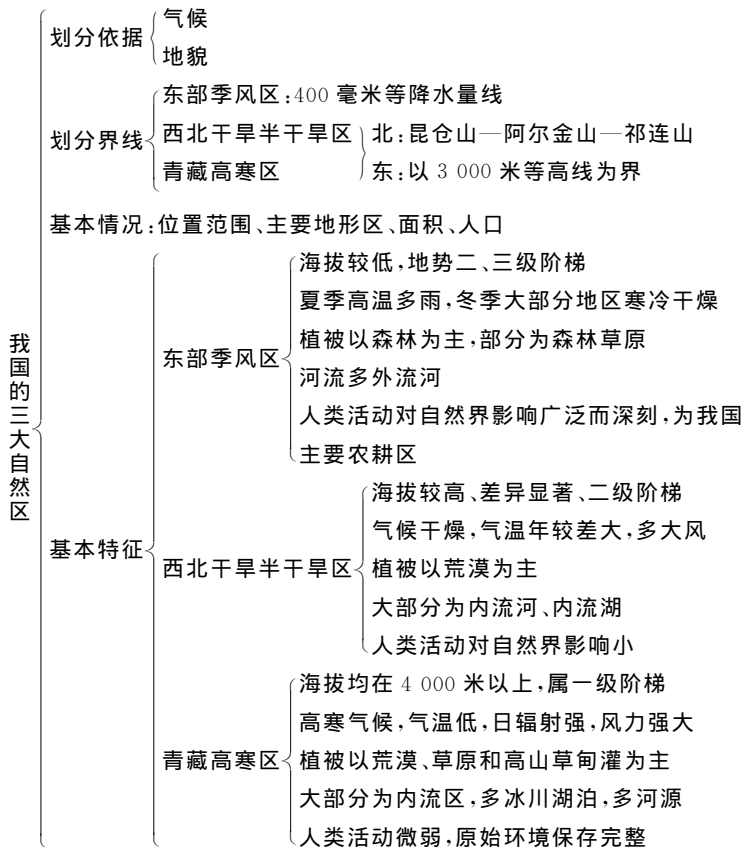 我国的三大自然区
划分依据
气候
地貌
划分界线
东部季风区:400 毫米等降水量线
西北干旱半干旱区
青藏高寒区
北:昆仑山—阿尔金山—祁连山
东:以 3 000 米等高线为界
基本情况:位置范围、主要地形区、面积、人口
基本特征
东部季风区
海拔较低,地势二、三级阶梯
夏季高温多雨,冬季大部分地区寒冷干燥
植被以森林为主,部分为森林草原
河流多外流河
人类活动对自然界影响广泛而深刻,为我国
主要农耕区
西北干旱半干旱区
海拔较高、差异显著、二级阶梯
气候干燥,气温年较差大,多大风
植被以荒漠为主
大部分为内流河、内流湖
人类活动对自然界影响小
青藏高寒区
海拔均在 4 000 米以上,属一级阶梯
高寒气候,气温低,日辐射强,风力强大
植被以荒漠、草原和高山草甸灌为主
大部分为内流区,多冰川湖泊,多河源
人类活动微弱,原始环境保存完整